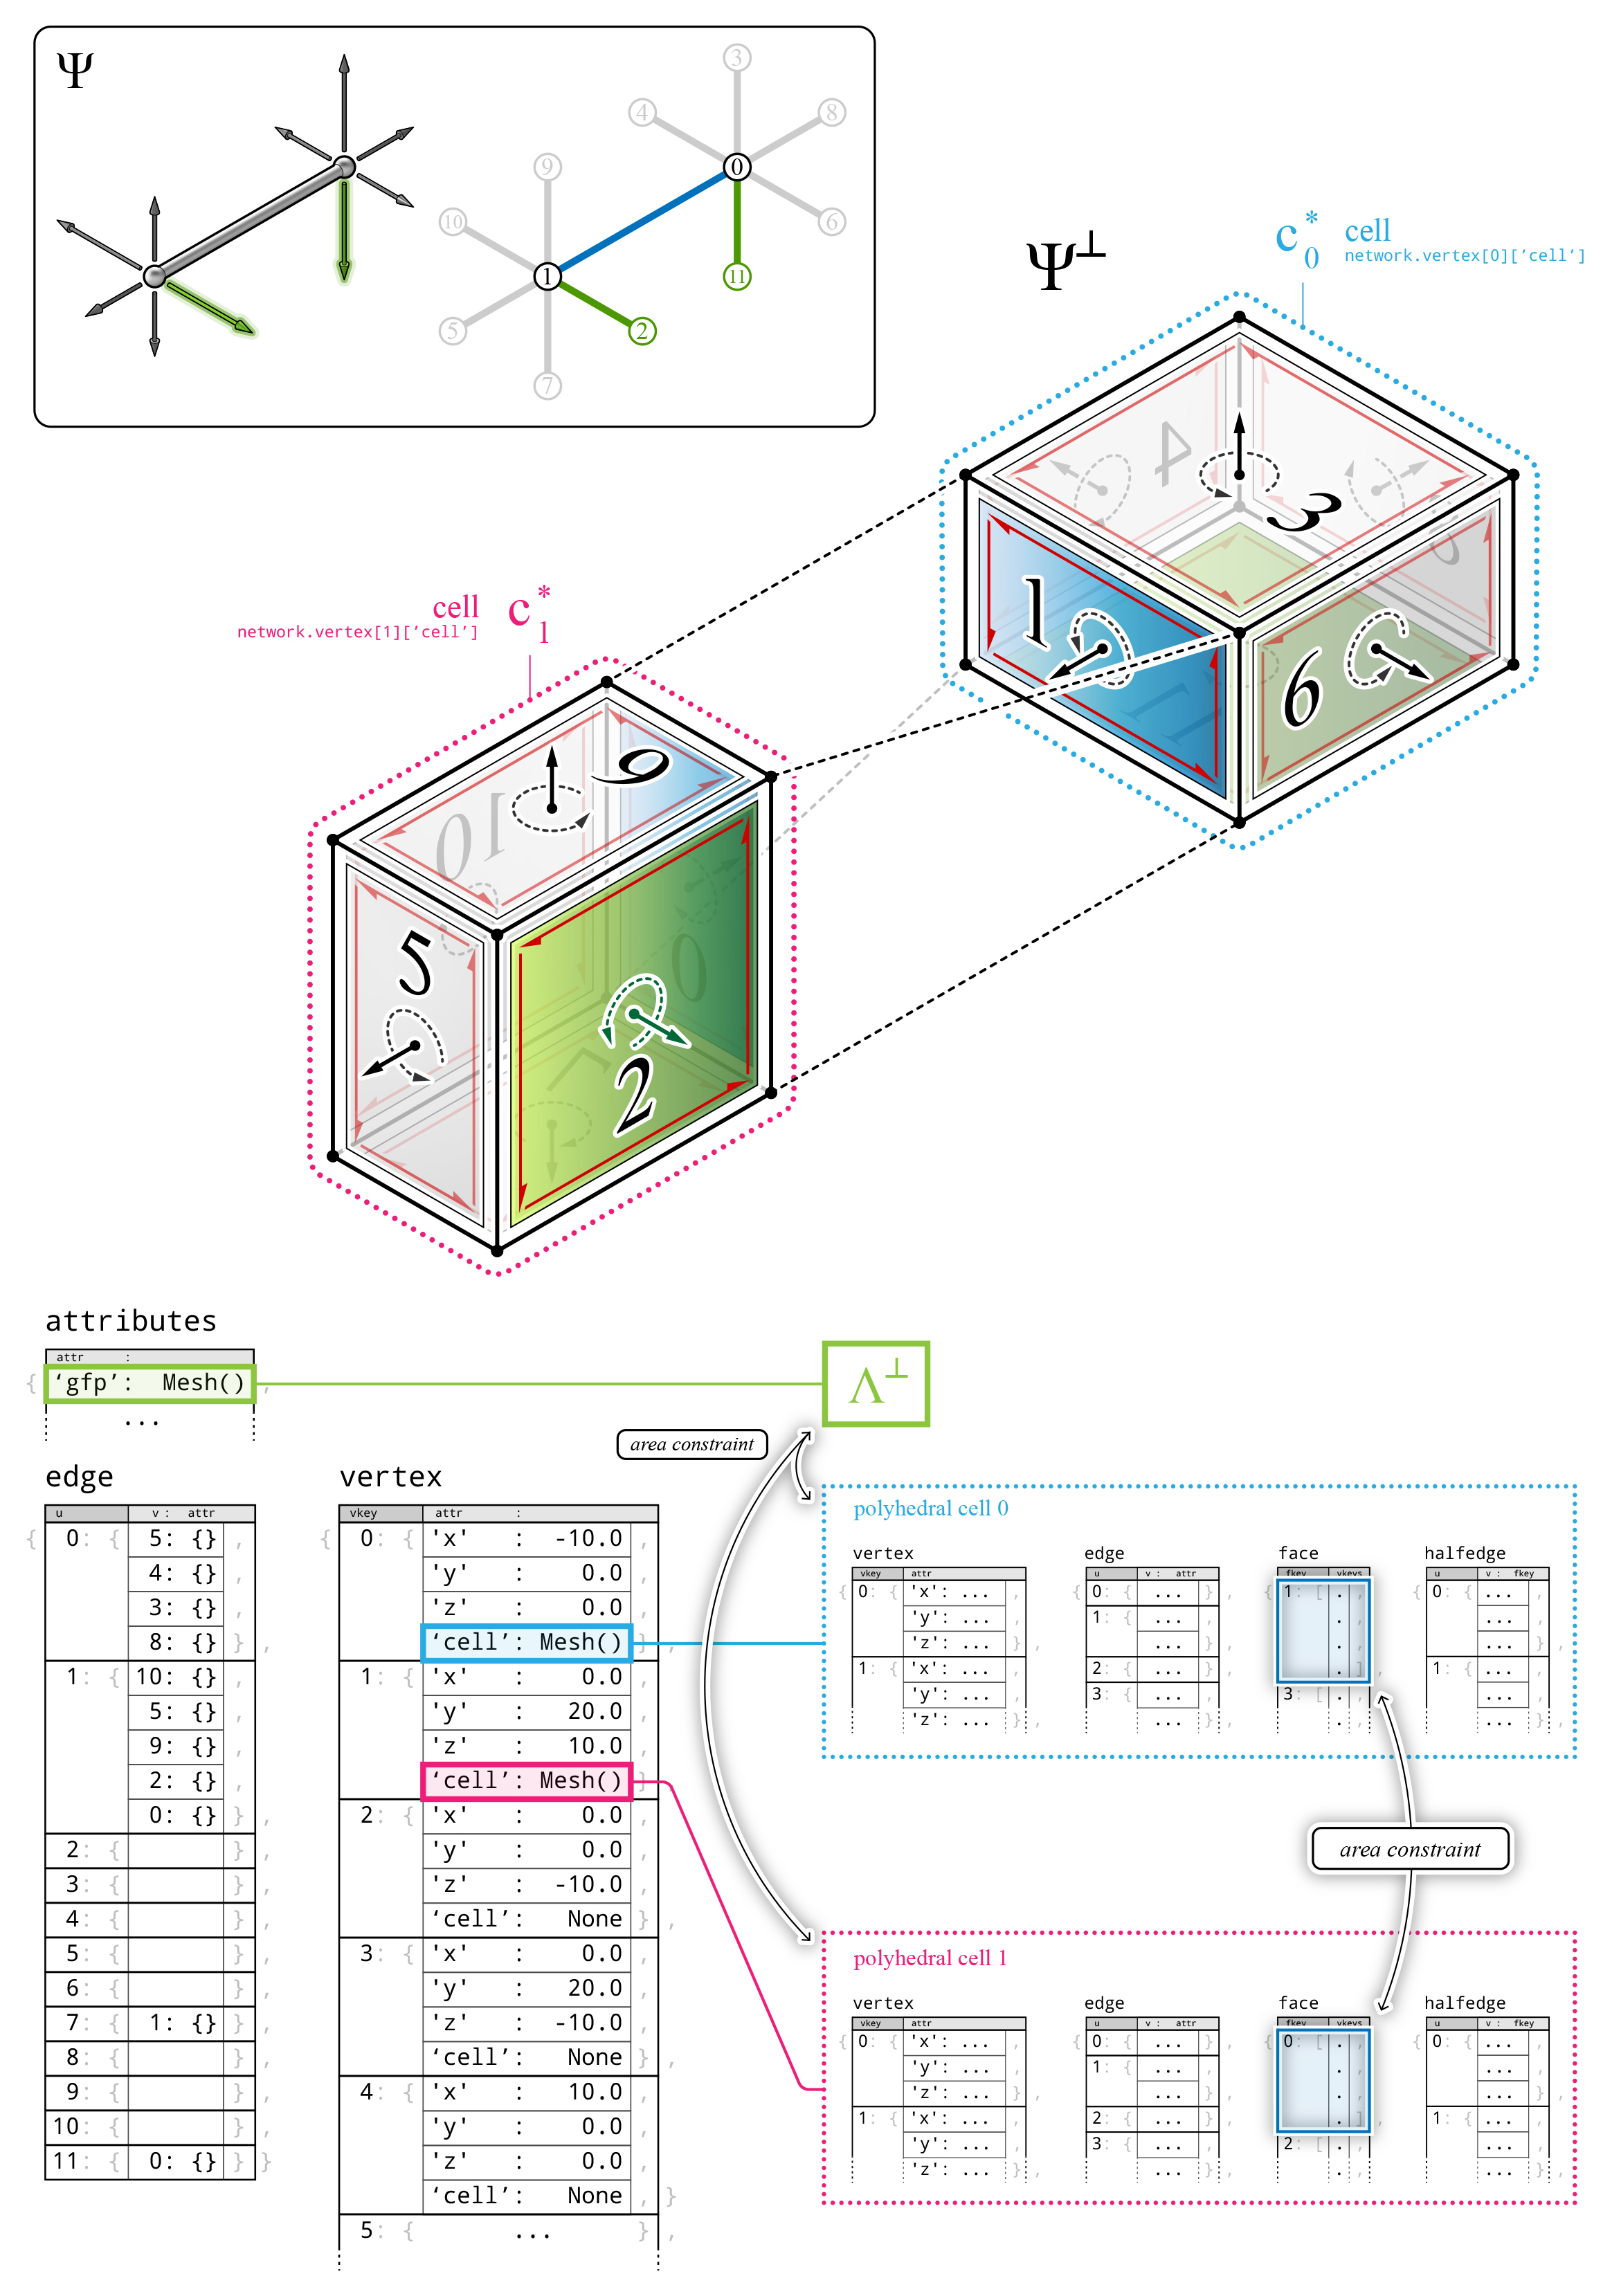 Ψ
3
4
8
0
9
10
6
1
11
5
2
7
Ψ⊥
c*0 cell
network.vertex[0]['cell']
4
3
1
6
11
cell c*1
network.vertex[1]['cell']
9
10
5
0
7
2
attributes
attr :
{ ‘gfp’: Mesh() ,
...
Λ⊥
area constraint
edge
u v : attr
{ 0: { 5: {} ,
4: {} ,
3: {} ,
8: {} } ,
1: { 10: {} ,
5: {} ,
9: {} ,
2: {} ,
0: {} } ,
2: { } ,
3: { } ,
4: { } ,
5: { } ,
6: { } ,
7: { 1: {} } ,
8: { } ,
9: { } ,
10: { } ,
11: { 0: {} } }
vertex
vkey attr :
{ 0: { 'x' : -10.0 ,
'y' : 0.0 ,
'z' : 0.0 ,
‘cell’: Mesh() } ,
1: { 'x' : 0.0 ,
'y' : 20.0 ,
'z' : 10.0 ,
‘cell’: Mesh() }
2: { 'x' : 0.0 ,
'y' : 0.0 ,
'z' : -10.0 ,
‘cell’: None } ,
3: { 'x' : 0.0 ,
'y' : 20.0 ,
'z' : -10.0 ,
‘cell’: None } ,
4: { 'x' : 10.0 ,
'y' : 0.0 ,
'z' : 0.0 ,
‘cell’: None , }
5: { ... } ,
polyhedral cell 0
vertex
vkey attr
{ 0: { 'x': ... ,
'y': ... ,
'z': ... } ,
1: { 'x': ... ,
'y': ... ,
'z': ... } ,
edge
u v : attr
{ 0: { ... } ,
1: { ... ,
... } ,
2: { ... } ,
3: { ... ,
... } ,
face
fkey vkeys
{ 1: [ . ,
. ,
. ,
. ] ,
3: [ . ,
. ,
halfedge
u v : fkey
{ 0: { ... ,
... ,
... } ,
1: { ... ,
... ,
... } ,
area constraint
polyhedral cell 1
vertex
vkey attr
{ 0: { 'x': ... ,
'y': ... ,
'z': ... } ,
1: { 'x': ... ,
'y': ... ,
'z': ... } ,
edge
u v : attr
{ 0: { ... } ,
1: { ... ,
... } ,
2: { ... } ,
3: { ... ,
... } ,
face
fkey vkeys
{ 0: [ . ,
. ,
. ,
. ] ,
2: [ . ,
. ,
halfedge
u v : fkey
{ 0: { ... ,
... ,
... } ,
1: { ... ,
... ,
... } ,